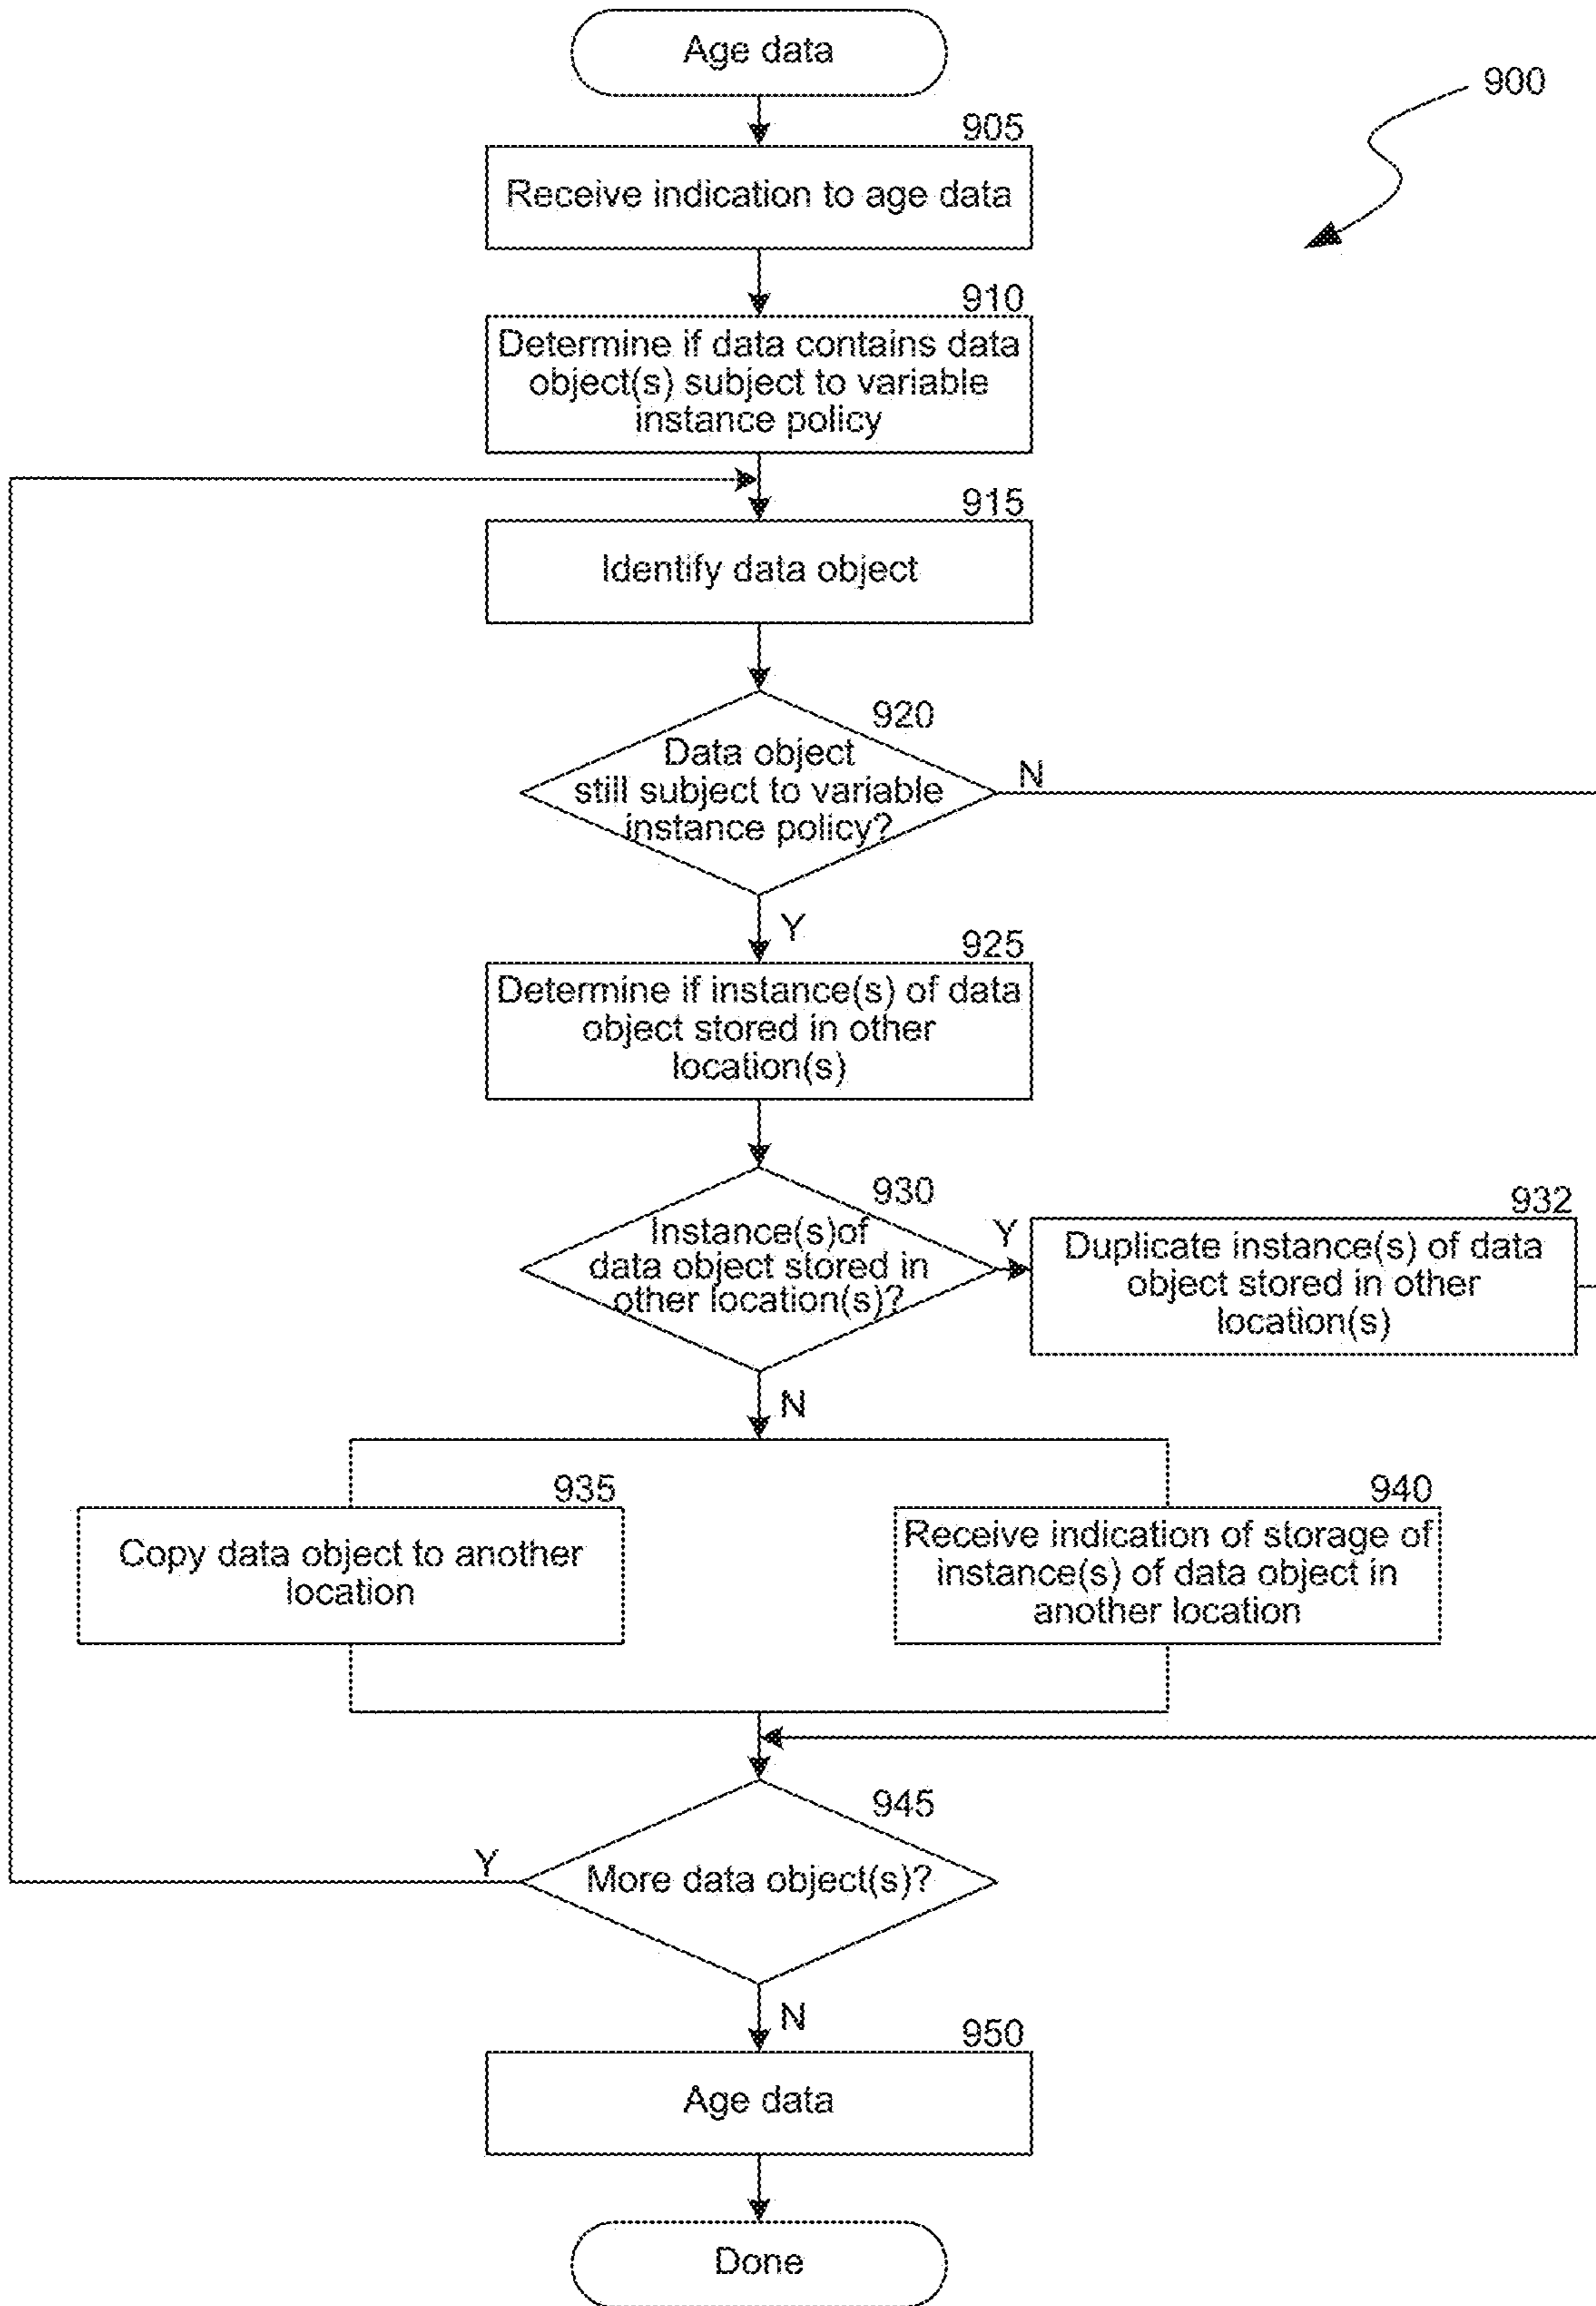 Age data
900
905
Receive indication to age data
910
Determine if data contains data
object(s) subject to variable
instance policy
915
Identify data object
920
Data object
still subject to variable
instance policy?
N
Y
925
Determine if instance(s) of data
object stored in other
location(s)
930
Instance(s)of
data object stored in
other location(s)?
Y
932
Duplicate instance(s) of data
object stored in other
location(s)
N
935
Copy data object to another
location
940
Receive indication of storage of
instance(s) of data object in
another location
945
More data object(s)?
Y
N
950
Age data
Done